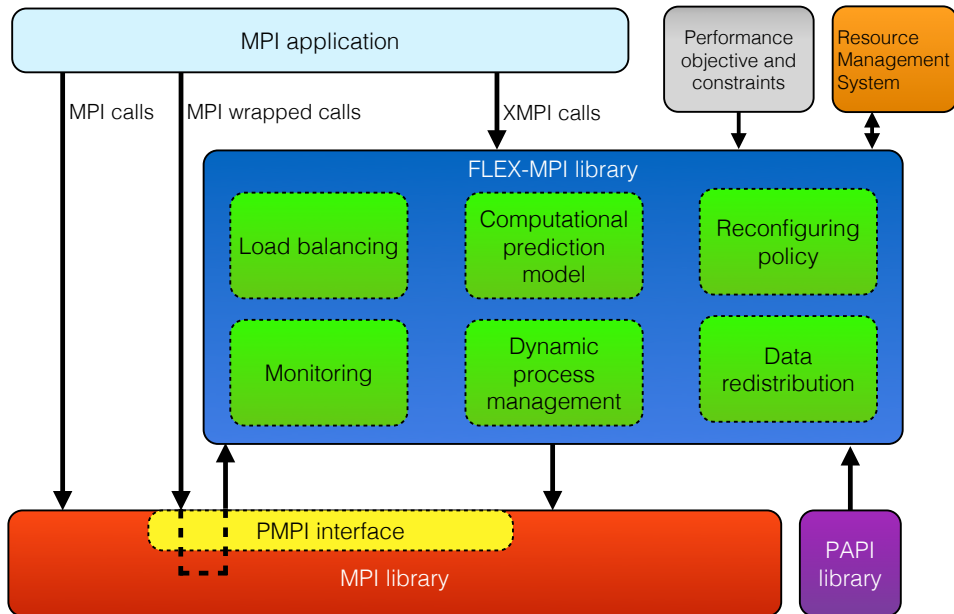 MPI application
Performance
objective and
constraints
Resource
Management
System
MPI calls
MPI wrapped calls
XMPI calls
FLEX-MPI library
Load balancing
Computational
prediction
model
Reconfiguring
policy
Monitoring
Dynamic
process
management
Data
redistribution
PMPI interface
MPI library
PAPI
library